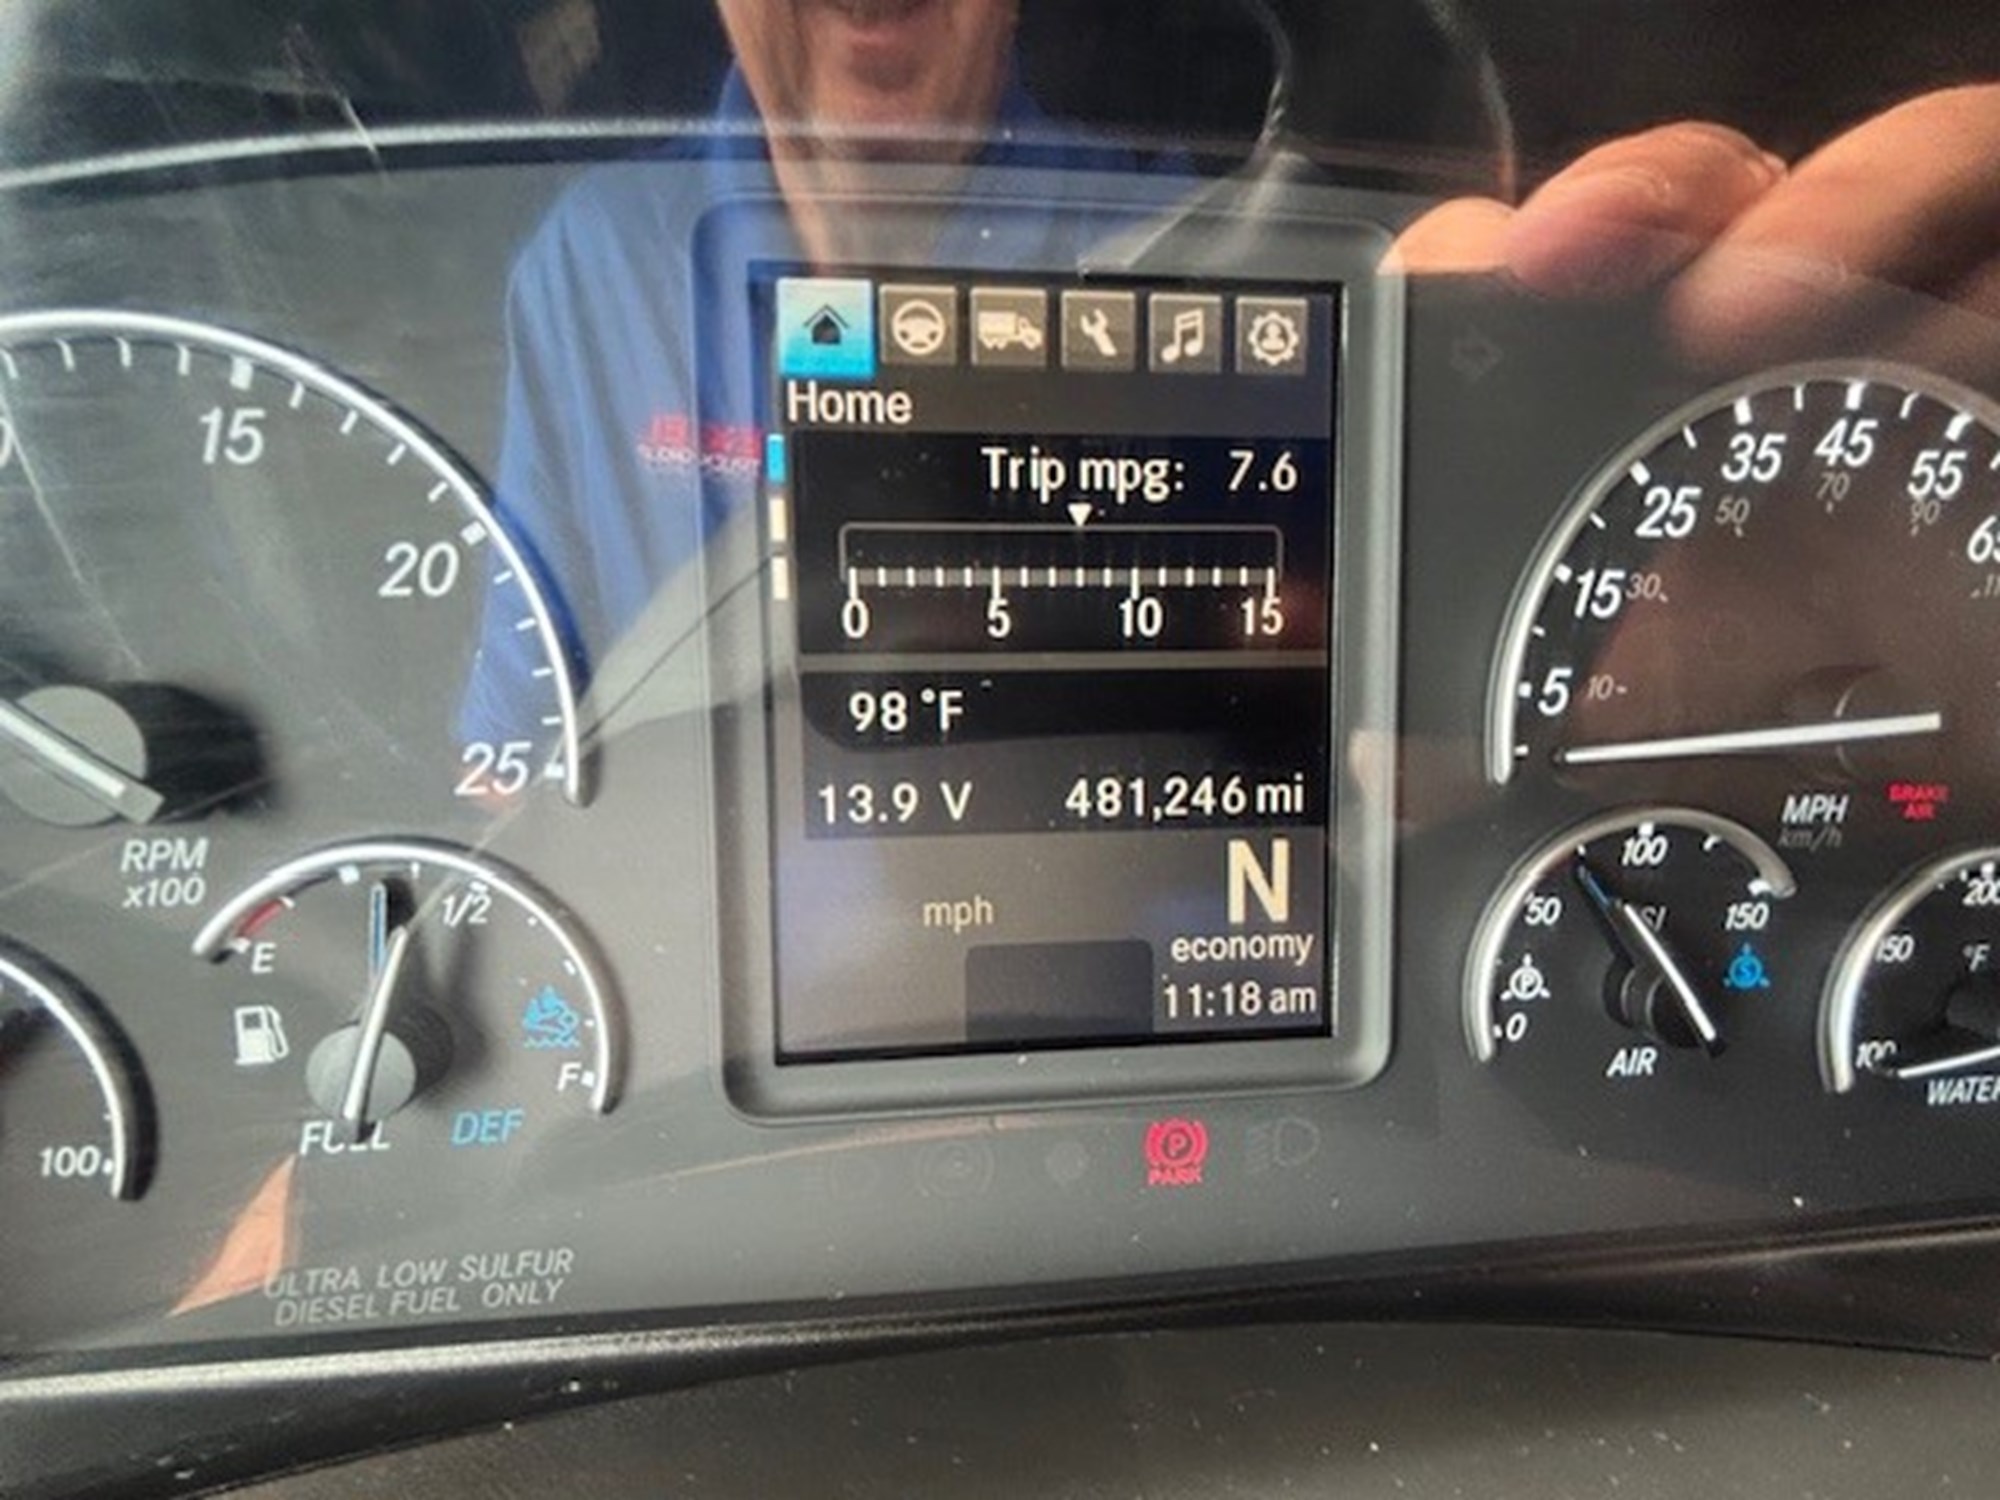 Home
Trip mpg: 7.6
0 5 10 15
98 °F
13.9 V 481,246 mi
N
mph
economy
11:18 am
15
20
25
RPM
x100
E
1/2
F
FUEL
DEF
100
ULTRA LOW SULFUR
DIESEL FUEL ONLY
P
PARK
5 15 25 35 45 55
10 30 50 70 90
MPH
km/h
BRAKE
AIR
0 50 100 150
P
S
AIR
100 150 200
°F
WATER